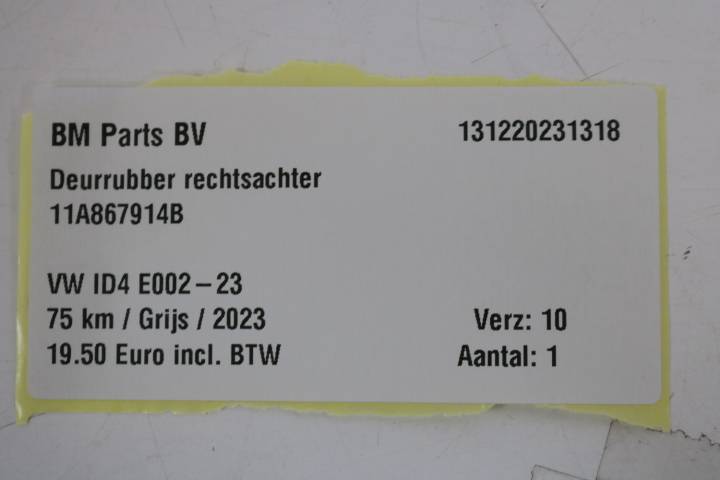 BM Parts BV 131220231318
Deurrubber rechtsachter
11A867914B
VW ID4 E002-23
75 km / Grijs / 2023 Verz: 10
19.50 Euro incl. BTW Aantal: 1